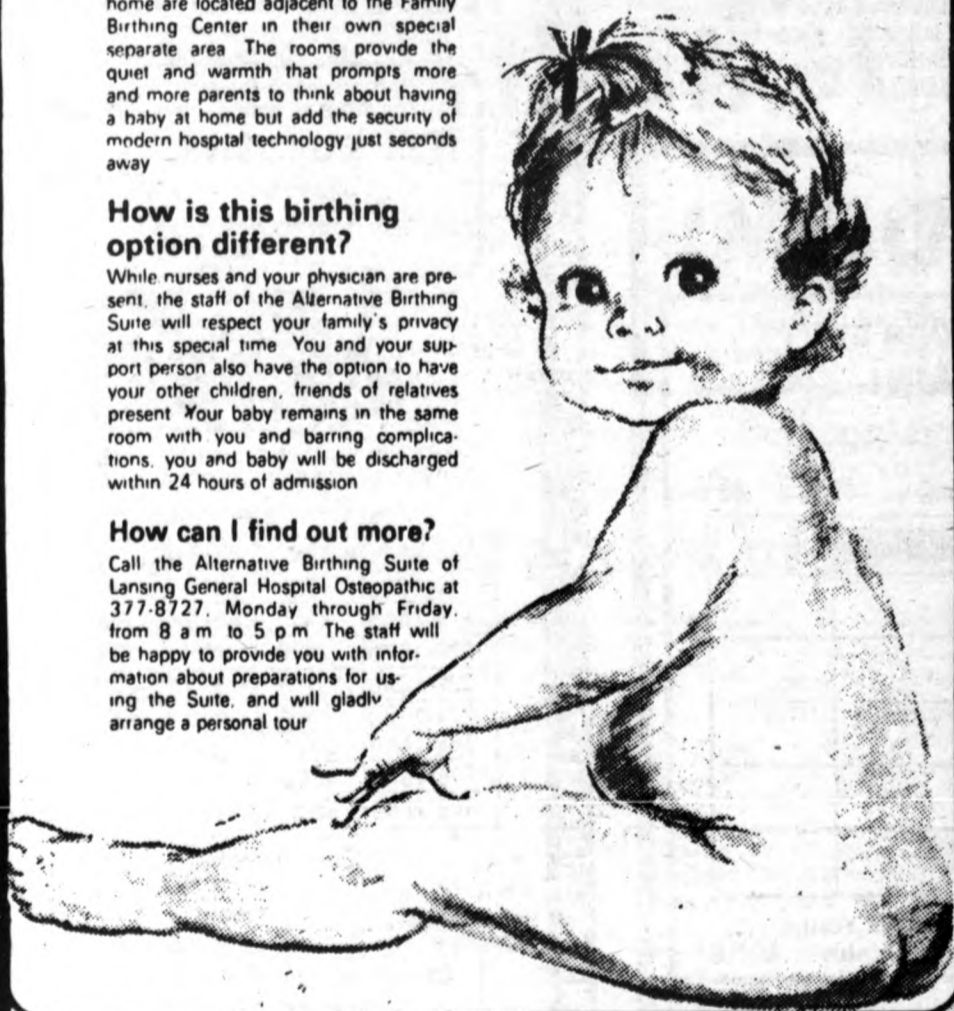 home are located adjacent to the Family
Birthing Center in their own special
separate area The rooms provide the
quiet and warmth that prompts more
and more parents to think about having
a baby at home but add the security of
modern hospital technology just seconds
away
How is this birthing
option different?
While nurses and your physician are pre-
sent, the staff of the Alternative Birthing
Suite will respect your family's privacy
at this special time You and your sup-
port person also have the option to have
your other children, friends of relatives
present Your baby remains in the same
room with you and barring complica-
tions, you and baby will be discharged
within 24 hours of admission
How can I find out more?
Call the Alternative Birthing Suite of
Lansing General Hospital Osteopathic at
377-8727, Monday through Friday,
from 8 a m to 5 p m The staff will
be happy to provide you with infor-
mation about preparations for us-
ing the Suite, and will gladly
arrange a personal tour